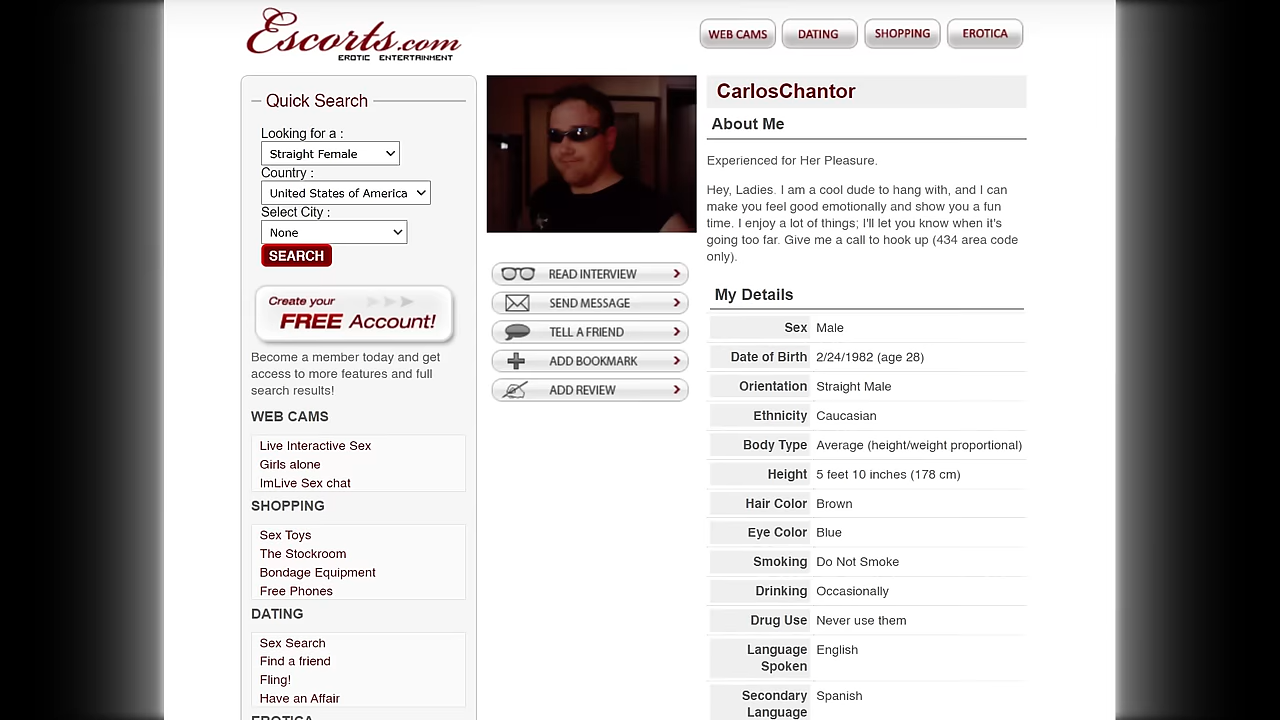 Escorts.com
EROTIC ENTERTAINMENT
WEB CAMS
DATING
SHOPPING
EROTICA
Quick Search
Looking for a :
Straight Female
Country :
United States of America
Select City :
None
SEARCH
Create your
FREE Account!
Become a member today and get
access to more features and full
search results!
WEB CAMS
Live Interactive Sex
Girls alone
ImLive Sex chat
SHOPPING
Sex Toys
The Stockroom
Bondage Equipment
Free Phones
DATING
Sex Search
Find a friend
Fling!
Have an Affair
EROTICA
READ INTERVIEW
SEND MESSAGE
TELL A FRIEND
ADD BOOKMARK
ADD REVIEW
CarlosChantor
About Me
Experienced for Her Pleasure.
Hey, Ladies. I am a cool dude to hang with, and I can
make you feel good emotionally and show you a fun
time. I enjoy a lot of things; I'll let you know when it's
going too far. Give me a call to hook up (434 area code
only).
My Details
Sex Male
Date of Birth 2/24/1982 (age 28)
Orientation Straight Male
Ethnicity Caucasian
Body Type Average (height/weight proportional)
Height 5 feet 10 inches (178 cm)
Hair Color Brown
Eye Color Blue
Smoking Do Not Smoke
Drinking Occasionally
Drug Use Never use them
Language English
Spoken
Secondary Spanish
Language